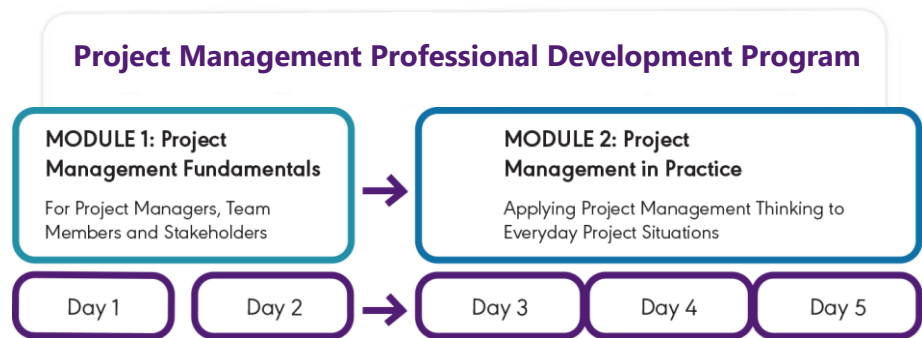 Project Management Professional Development Program
MODULE 1: Project
Management Fundamentals
For Project Managers, Team
Members and Stakeholders
MODULE 2: Project
Management in Practice
Applying Project Management Thinking to
Everyday Project Situations
Day 1
Day 2
Day 3
Day 4
Day 5